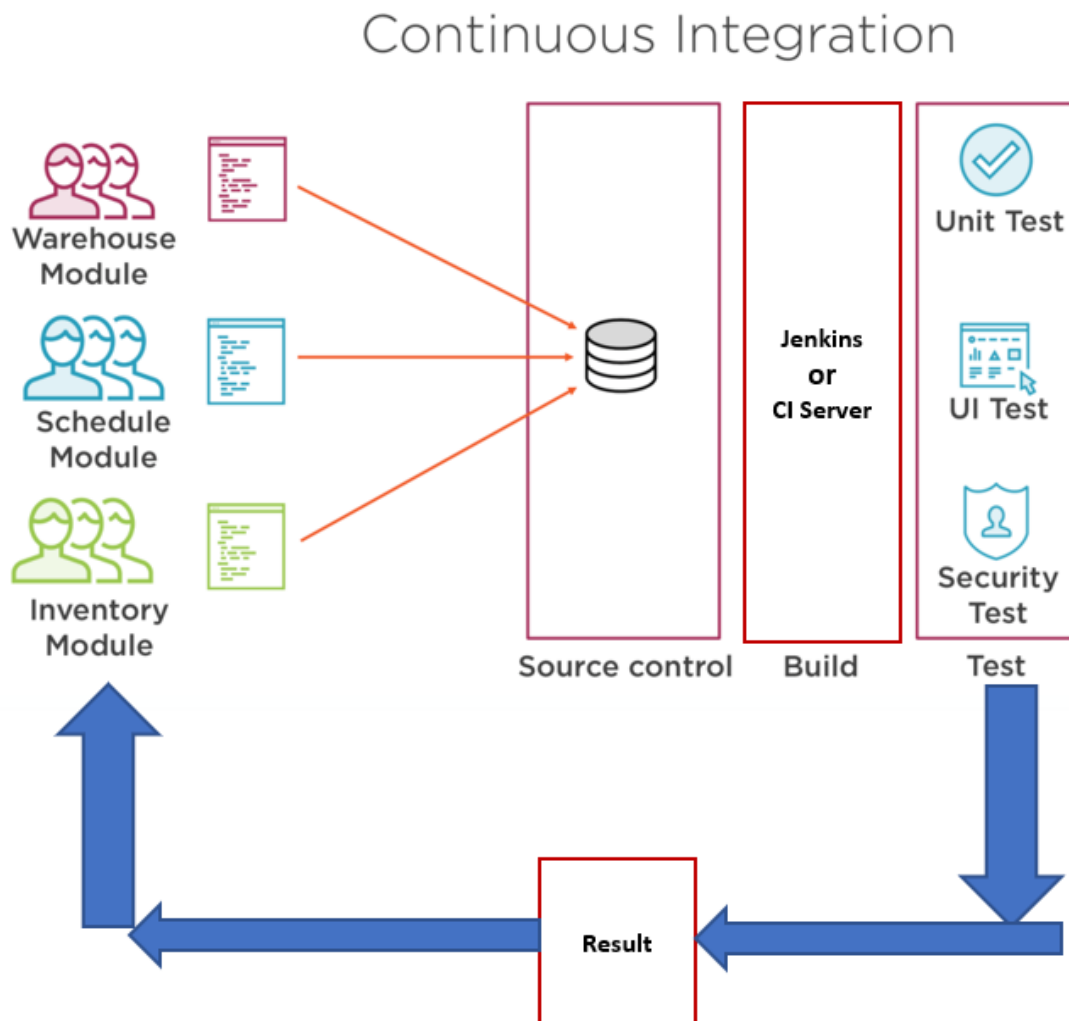 Continuous Integration
Warehouse
Module
Schedule
Module
Inventory
Module
Source control
Jenkins
or
CI Server
Build
Unit Test
UI Test
Security
Test
Test
Result